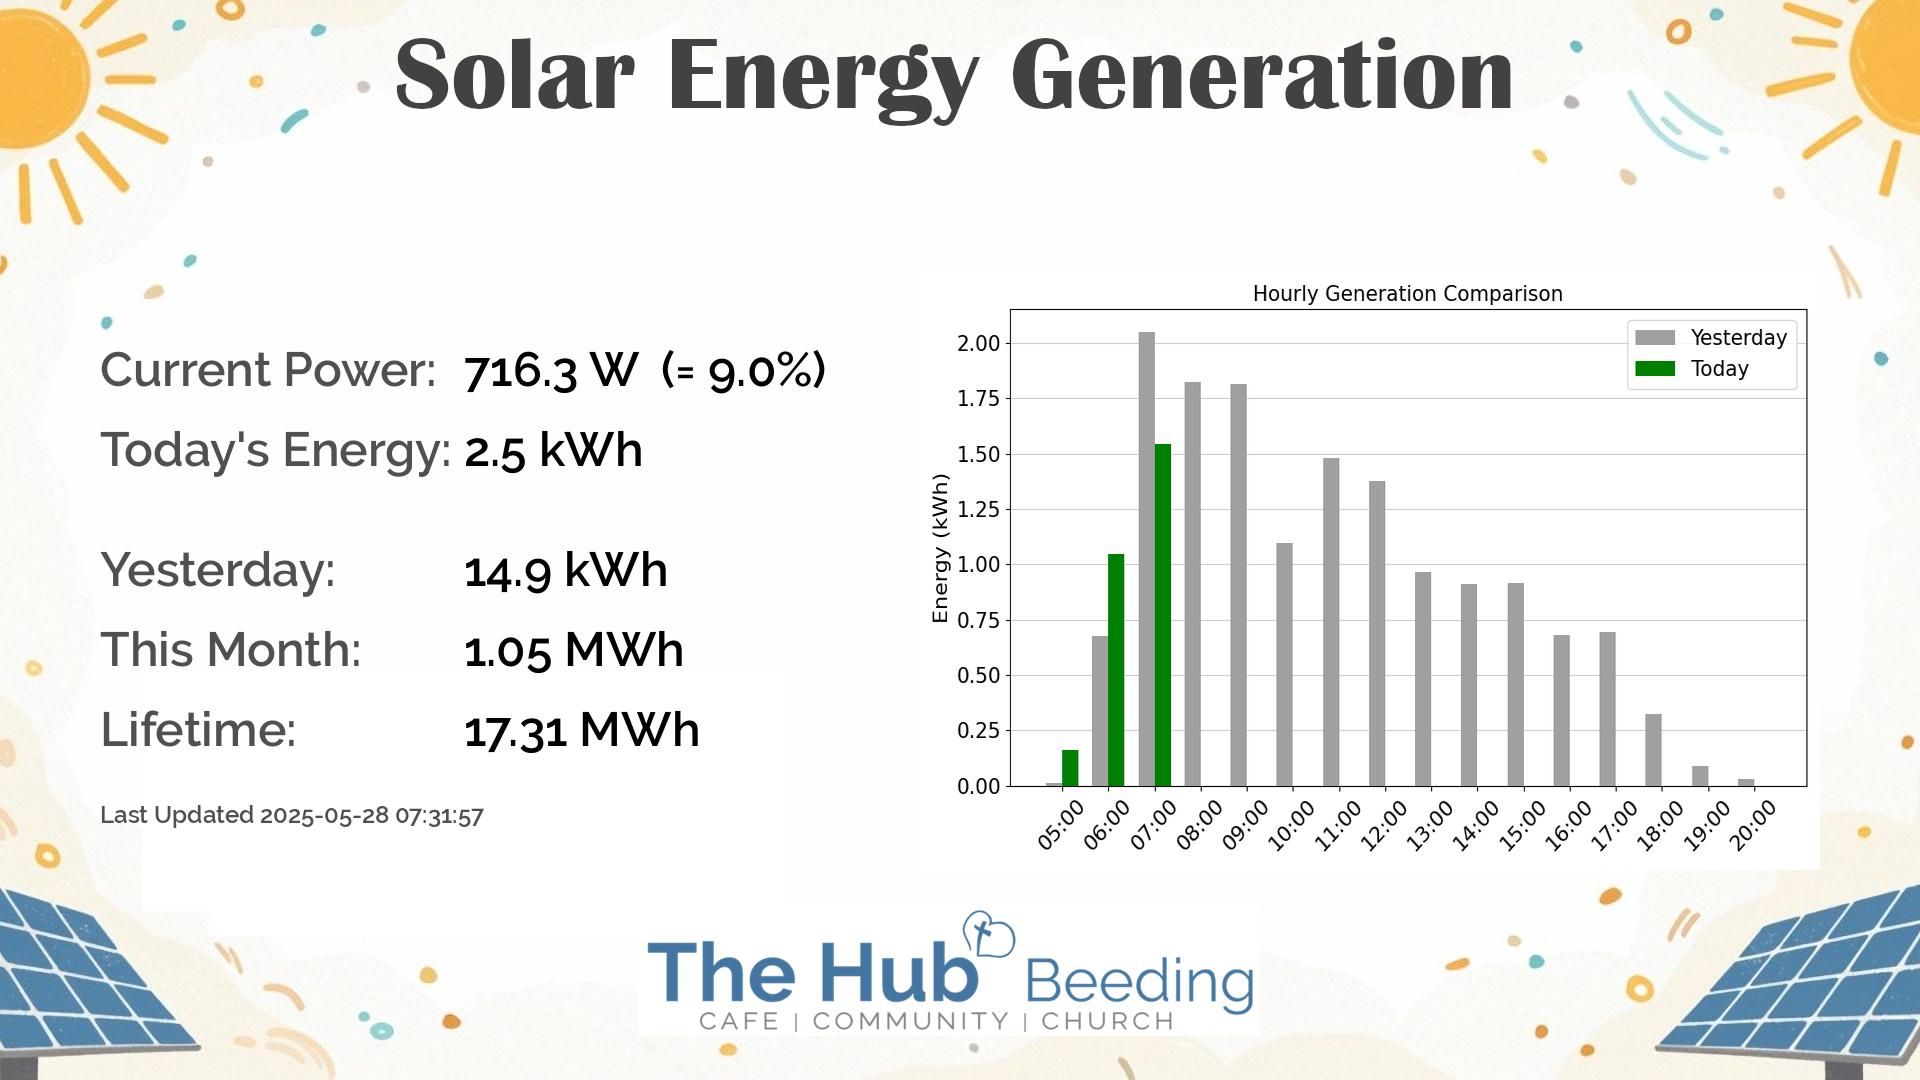 Solar Energy Generation
Current Power: 716.3 W (= 9.0%)
Today's Energy: 2.5 kWh
Yesterday: 14.9 kWh
This Month: 1.05 MWh
Lifetime: 17.31 MWh
Last Updated 2025-05-28 07:31:57
Hourly Generation Comparison
Yesterday
Today
Energy (kWh)
2.00
1.75
1.50
1.25
1.00
0.75
0.50
0.25
0.00
05:00 06:00 07:00 08:00 09:00 10:00 11:00 12:00 13:00 14:00 15:00 16:00 17:00 18:00 19:00 20:00
The Hub Beeding
CAFE | COMMUNITY | CHURCH